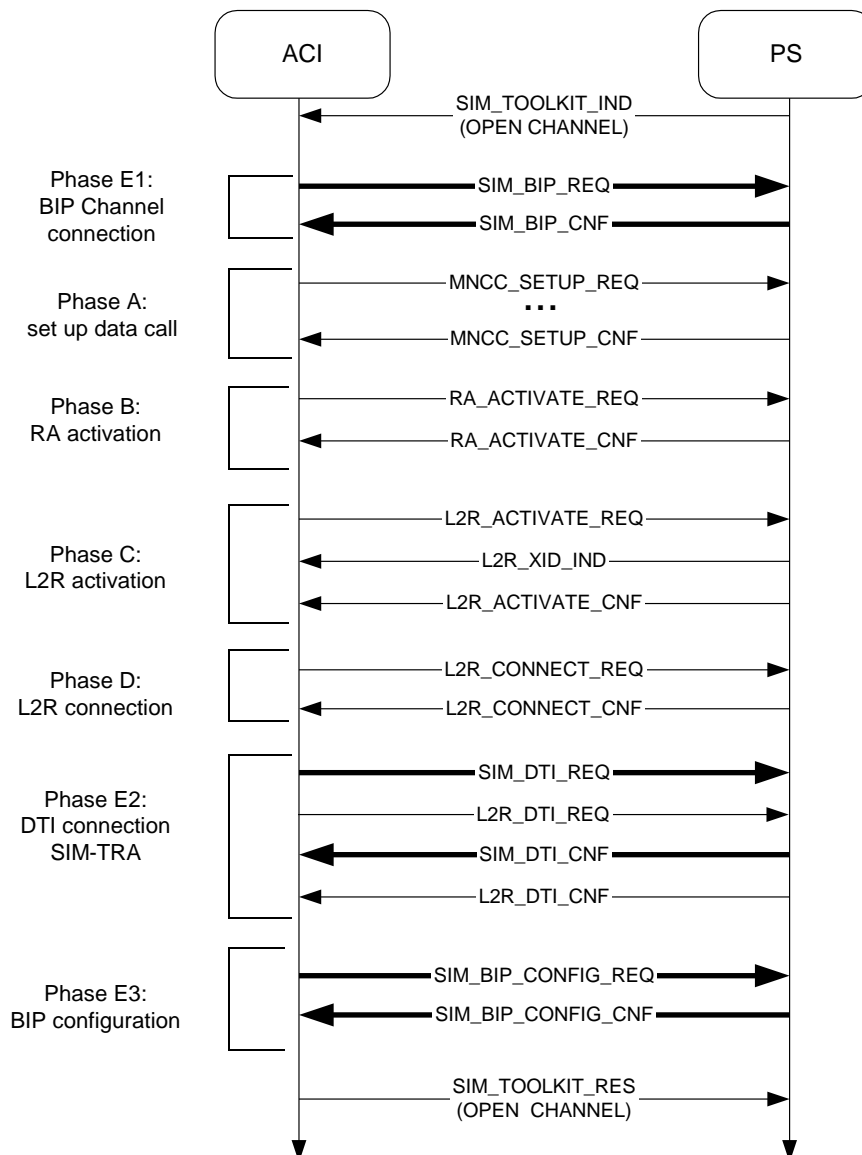 ACI
PS
SIM_TOOLKIT_IND
(OPEN CHANNEL)
Phase E1:
BIP Channel
connection
SIM_BIP_REQ
SIM_BIP_CNF
Phase A:
set up data call
MNCC_SETUP_REQ
...
MNCC_SETUP_CNF
Phase B:
RA activation
RA_ACTIVATE_REQ
RA_ACTIVATE_CNF
Phase C:
L2R activation
L2R_ACTIVATE_REQ
L2R_XID_IND
L2R_ACTIVATE_CNF
Phase D:
L2R connection
L2R_CONNECT_REQ
L2R_CONNECT_CNF
Phase E2:
DTI connection
SIM-TRA
SIM_DTI_REQ
L2R_DTI_REQ
SIM_DTI_CNF
L2R_DTI_CNF
Phase E3:
BIP configuration
SIM_BIP_CONFIG_REQ
SIM_BIP_CONFIG_CNF
SIM_TOOLKIT_RES
(OPEN CHANNEL)